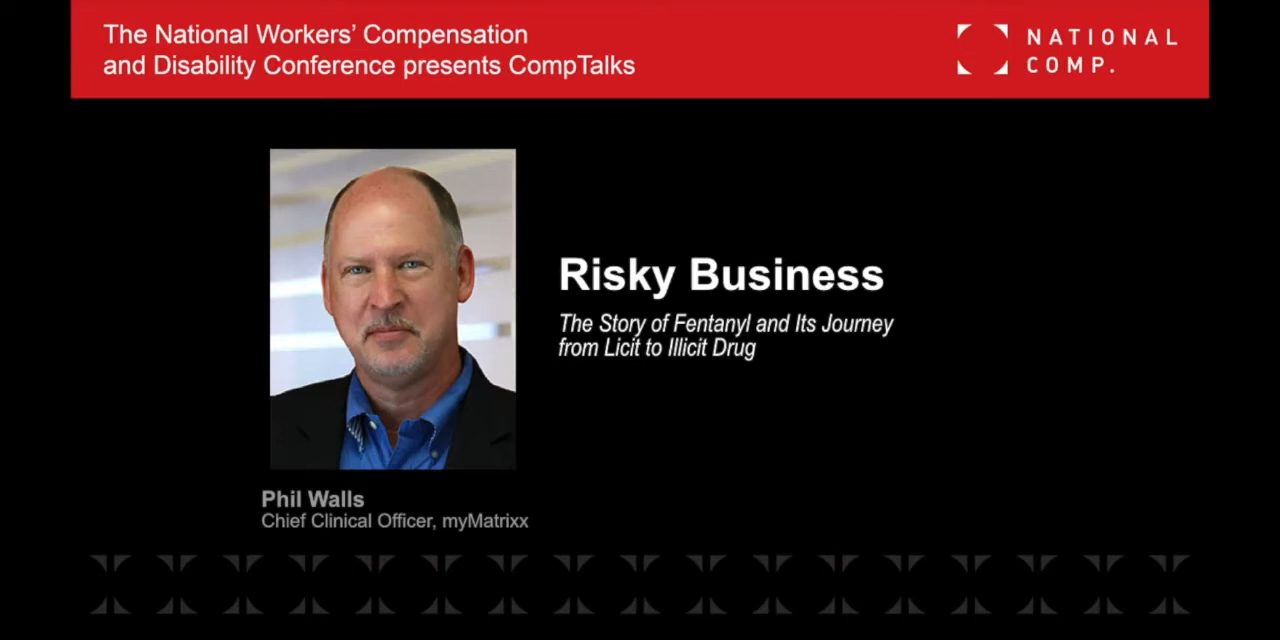 The National Workers’ Compensation
and Disability Conference presents CompTalks
NATIONAL
COMP.
Risky Business
The Story of Fentanyl and Its Journey
from Licit to Illicit Drug
Phil Walls
Chief Clinical Officer, myMatrixx